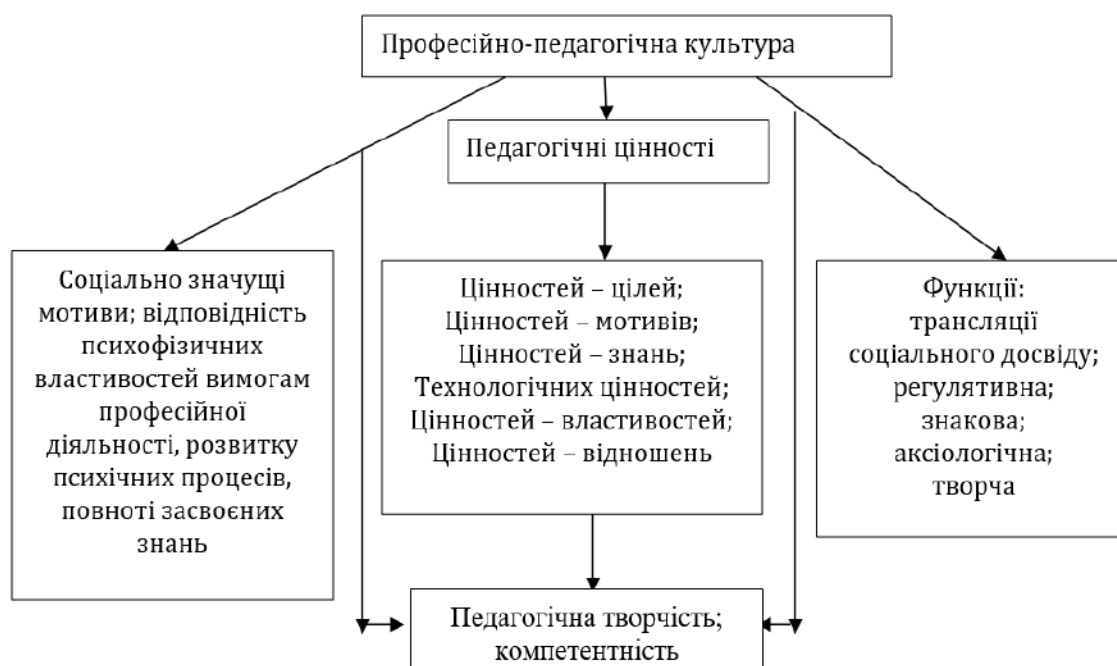 Професійно-педагогічна культура
Педагогічні цінності
Соціально значущі
мотиви; відповідність
психофізичних
властивостей вимогам
професійної
діяльності, розвитку
психічних процесів,
повноті засвоєних
знань
Цінностей – цілей;
Цінностей – мотивів;
Цінностей – знань;
Технологічних цінностей;
Цінностей – властивостей;
Цінностей – відношень
Функції:
трансляції
соціального досвіду;
регулятивна;
знакова;
аксіологічна;
творча
Педагогічна творчість;
компетентність